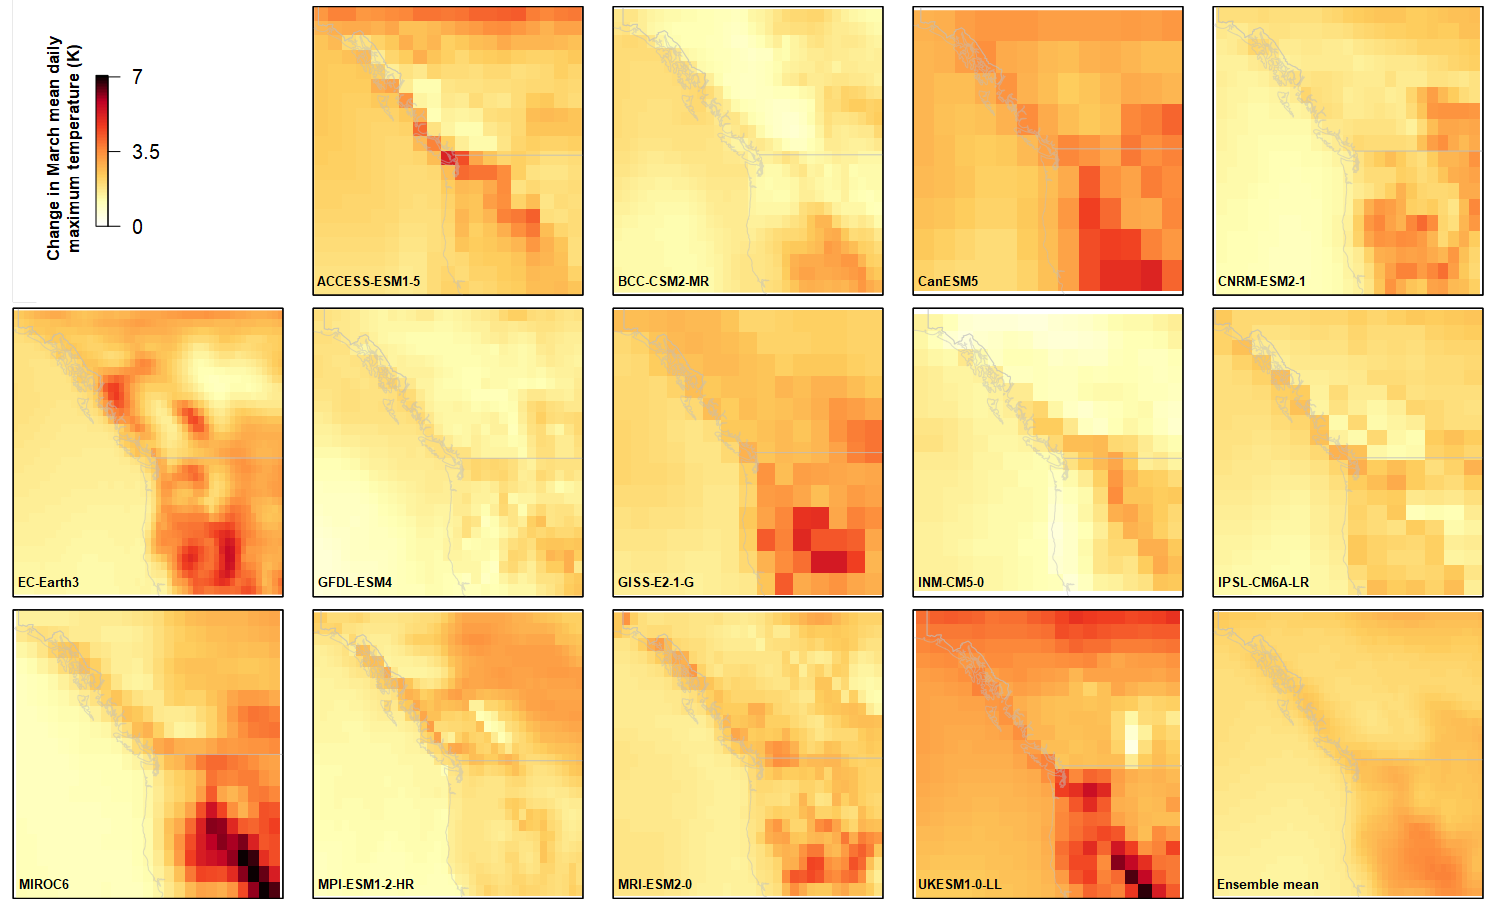 Change in March mean daily
maximum temperature (K)
7
3.5
0
ACCESS-ESM1-5
BCC-CSM2-MR
CanESM5
CNRM-ESM2-1
EC-Earth3
GFDL-ESM4
GISS-E2-1-G
INM-CM5-0
IPSL-CM6A-LR
MIROC6
MPI-ESM1-2-HR
MRI-ESM2-0
UKESM1-0-LL
Ensemble mean